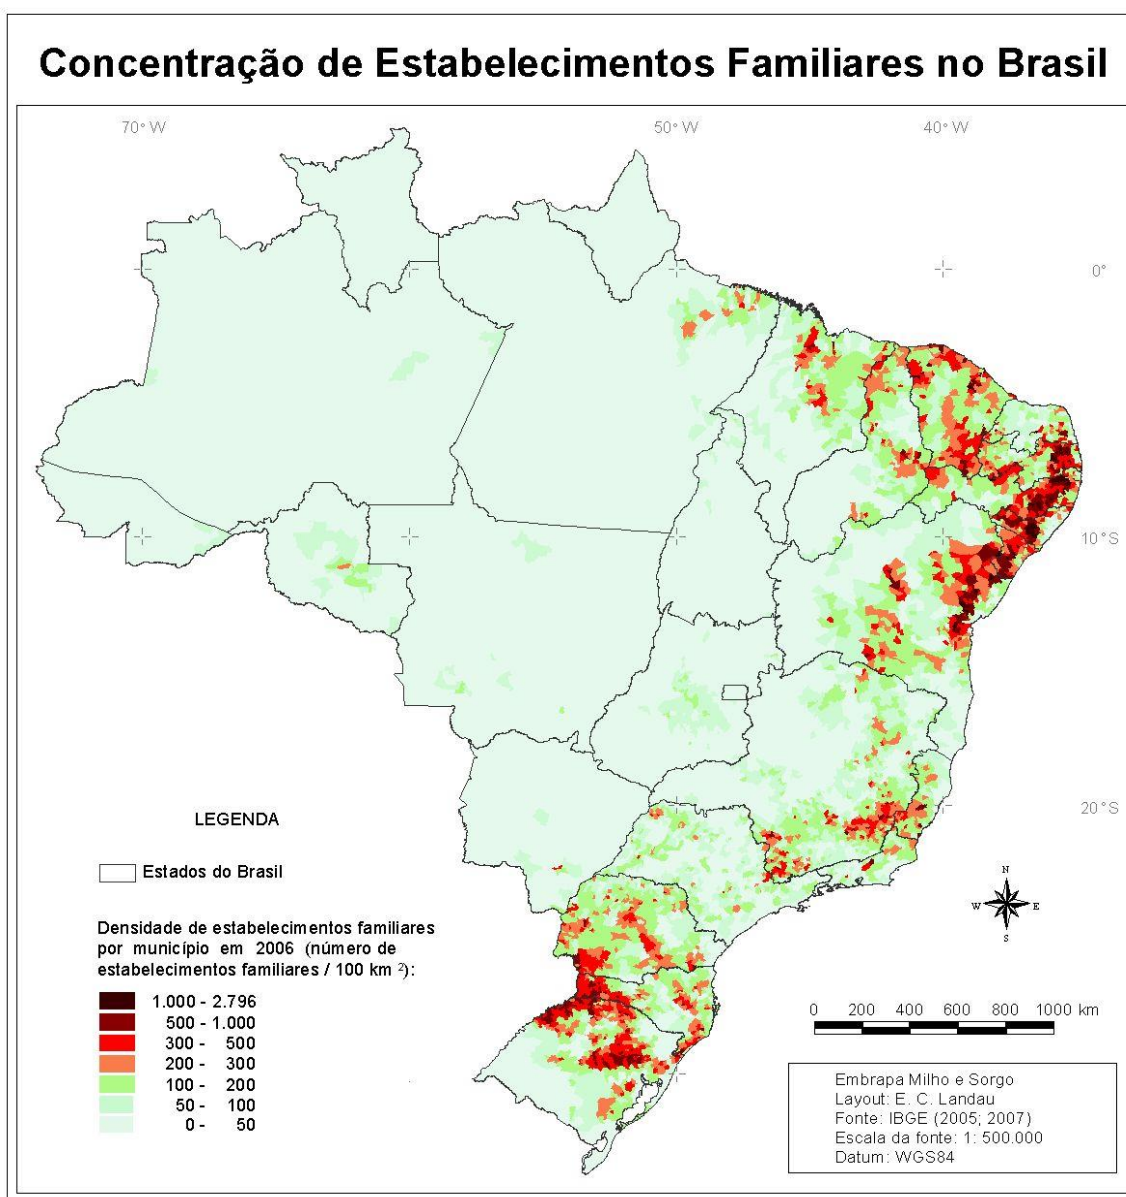 Concentração de Estabelecimentos Familiares no Brasil
70° W
50° W
40° W
0°
10°S
20°S
LEGENDA
Estados do Brasil
Densidade de estabelecimentos familiares
por município em 2006 (número de
estabelecimentos familiares / 100 km ²):
1.000 - 2.796
500 - 1.000
300 - 500
200 - 300
100 - 200
50 - 100
0 - 50
N
W
E
S
0 200 400 600 800 1000 km
Embrapa Milho e Sorgo
Layout: E. C. Landau
Fonte: IBGE (2005; 2007)
Escala da fonte: 1: 500.000
Datum: WGS84